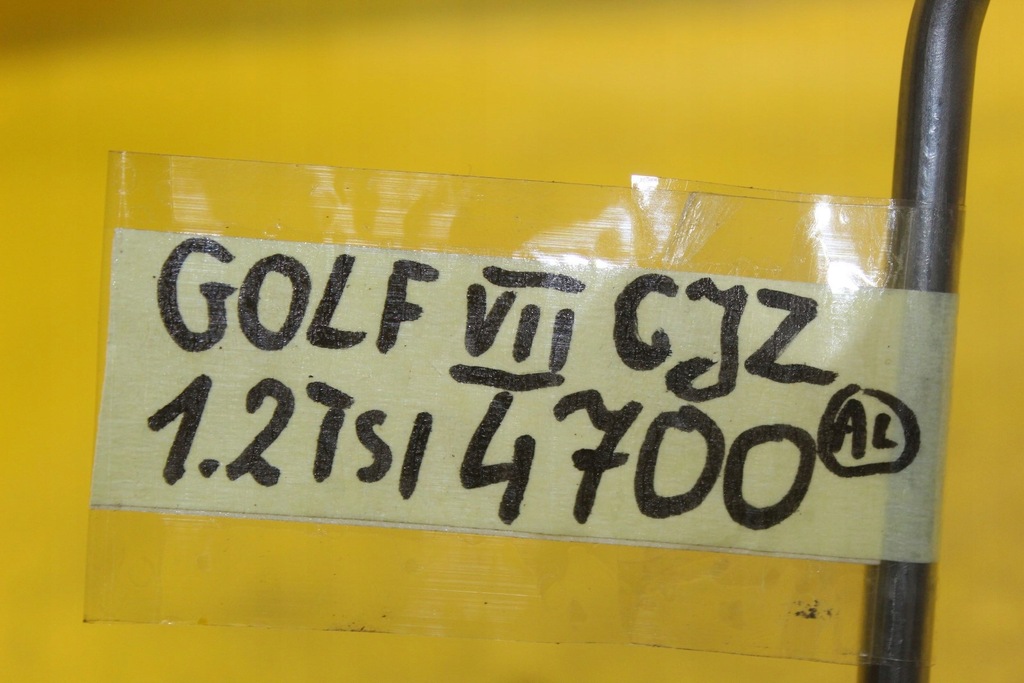 GOLF VII CJZ
1.2TSI 4700 AL